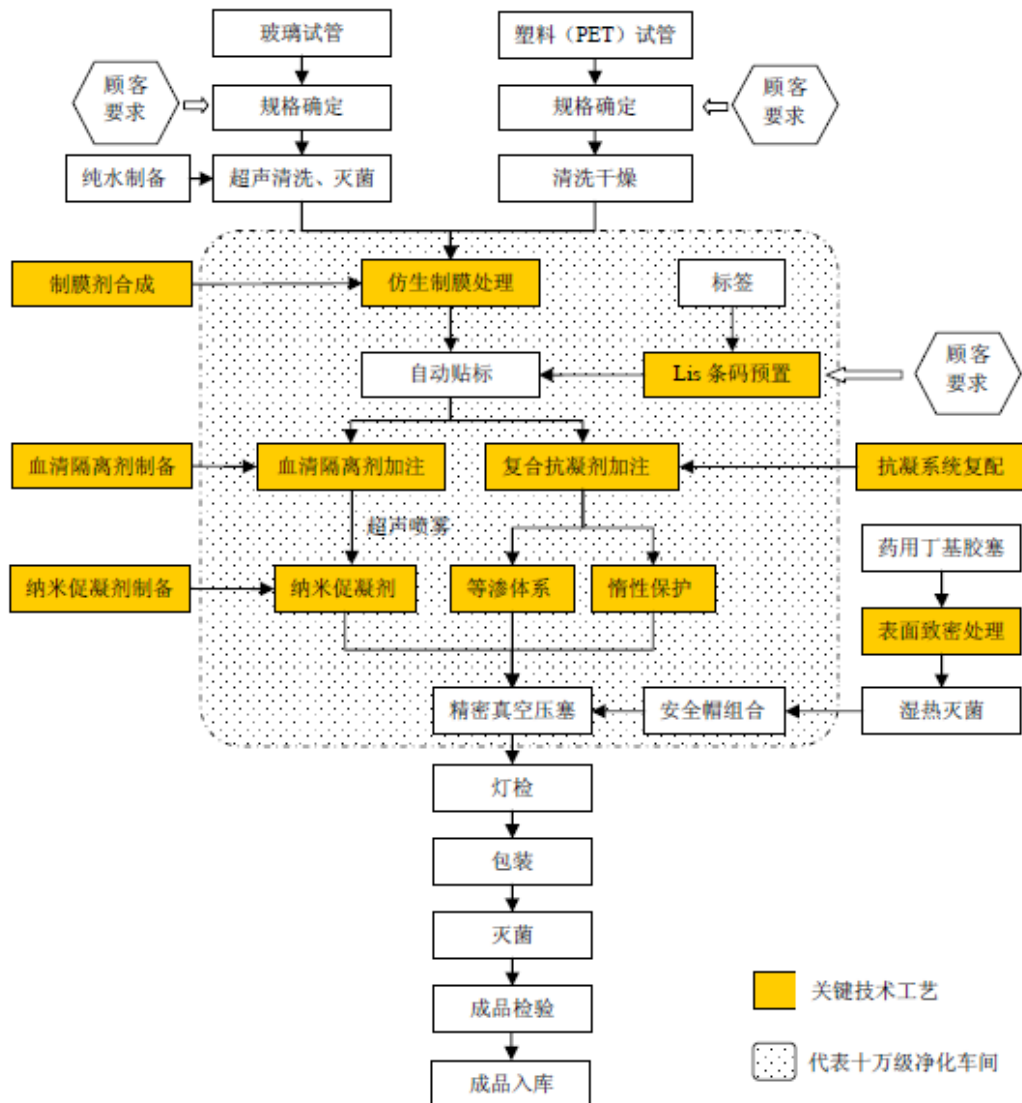 玻璃试管
塑料（PET）试管
顾客
要求
规格确定
规格确定
顾客
要求
纯水制备
超声清洗、灭菌
清洗干燥
制膜剂合成
仿生制膜处理
标签
自动贴标
Lis 条码预置
顾客
要求
血清隔离剂制备
血清隔离剂加注
复合抗凝剂加注
抗凝系统复配
超声喷雾
药用丁基胶塞
纳米促凝剂制备
纳米促凝剂
等渗体系
惰性保护
表面致密处理
精密真空压塞
安全帽组合
湿热灭菌
灯检
包装
灭菌
成品检验
成品入库
关键技术工艺
代表十万级净化车间